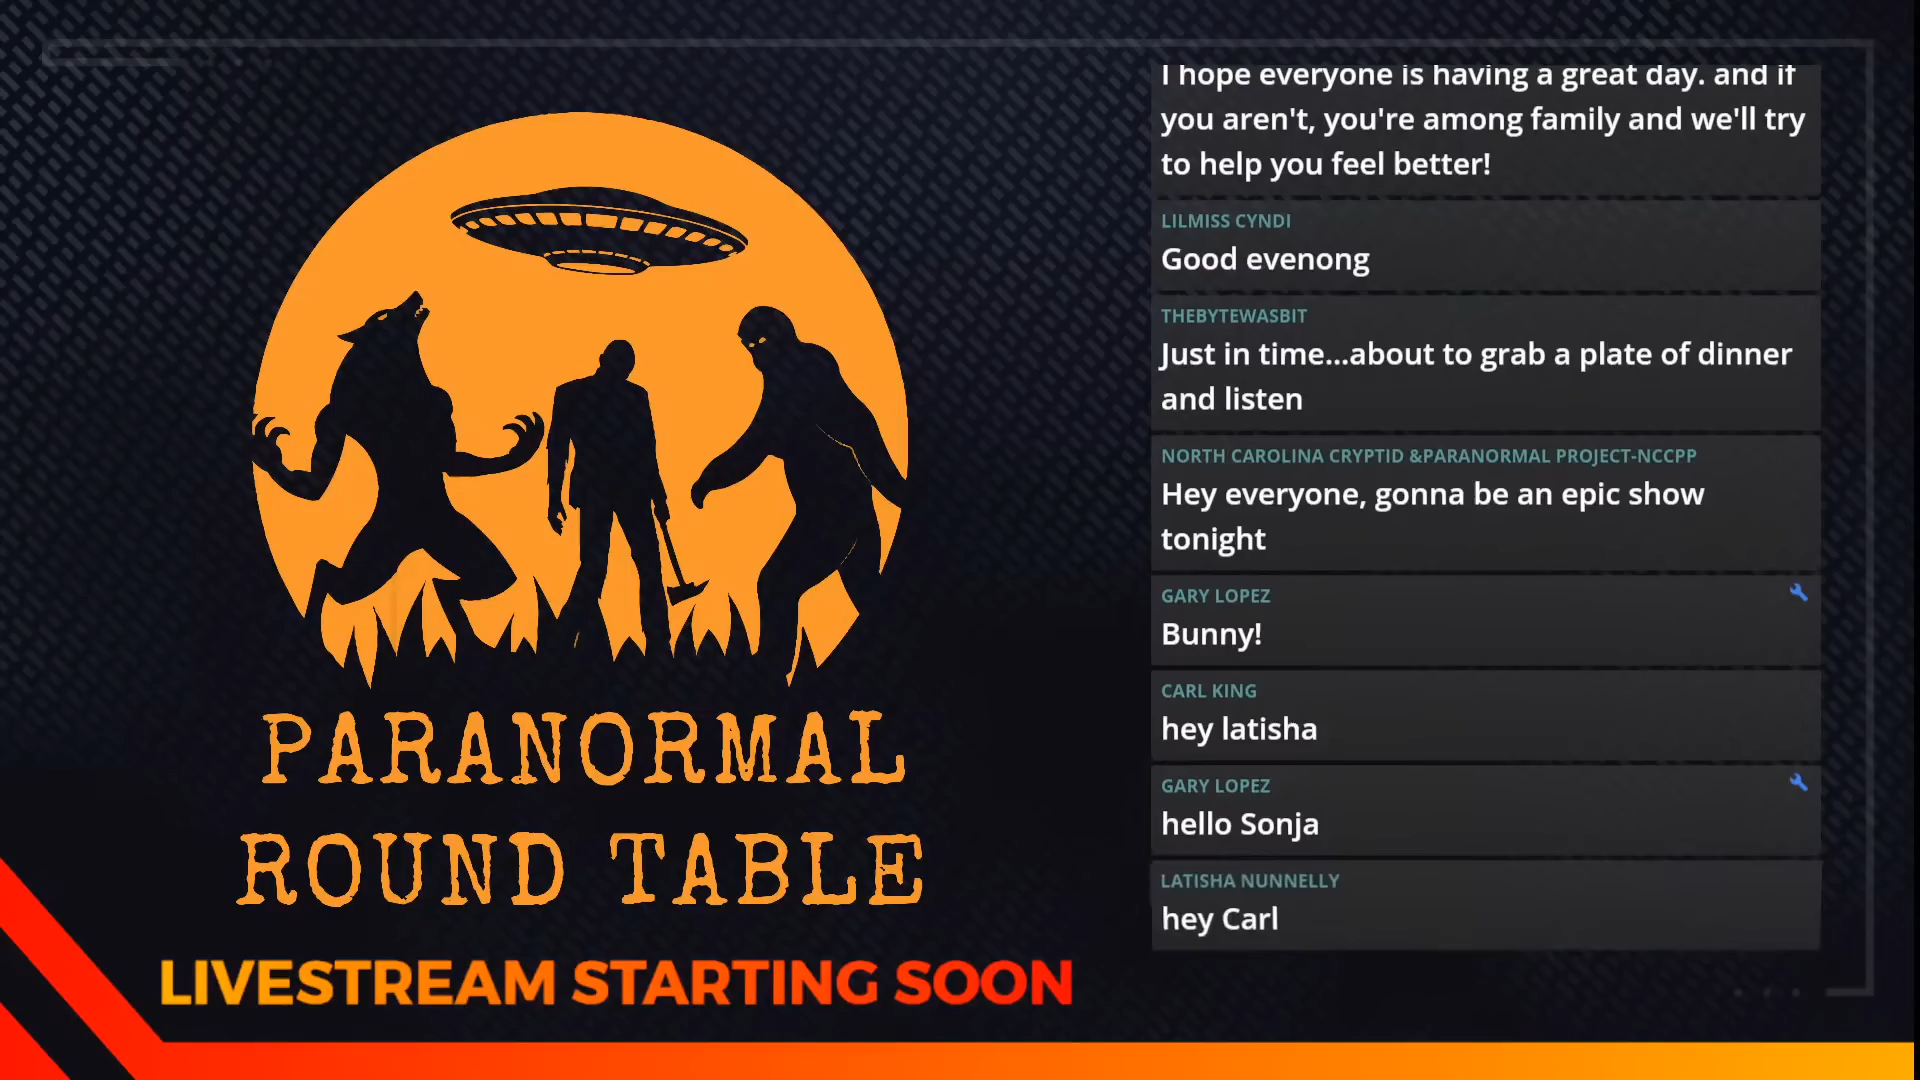 I hope everyone is having a great day. and if
you aren't, you're among family and we'll try
to help you feel better!
LILMISS CYNDI
Good evenong
THEBYTEWASBIT
Just in time...about to grab a plate of dinner
and listen
NORTH CAROLINA CRYPTID &PARANORMAL PROJECT-NCCPP
Hey everyone, gonna be an epic show
tonight
GARY LOPEZ
Bunny!
CARL KING
hey latisha
GARY LOPEZ
hello Sonja
LATISHA NUNNELLY
hey Carl
PARANORMAL
ROUND TABLE
LIVESTREAM STARTING SOON